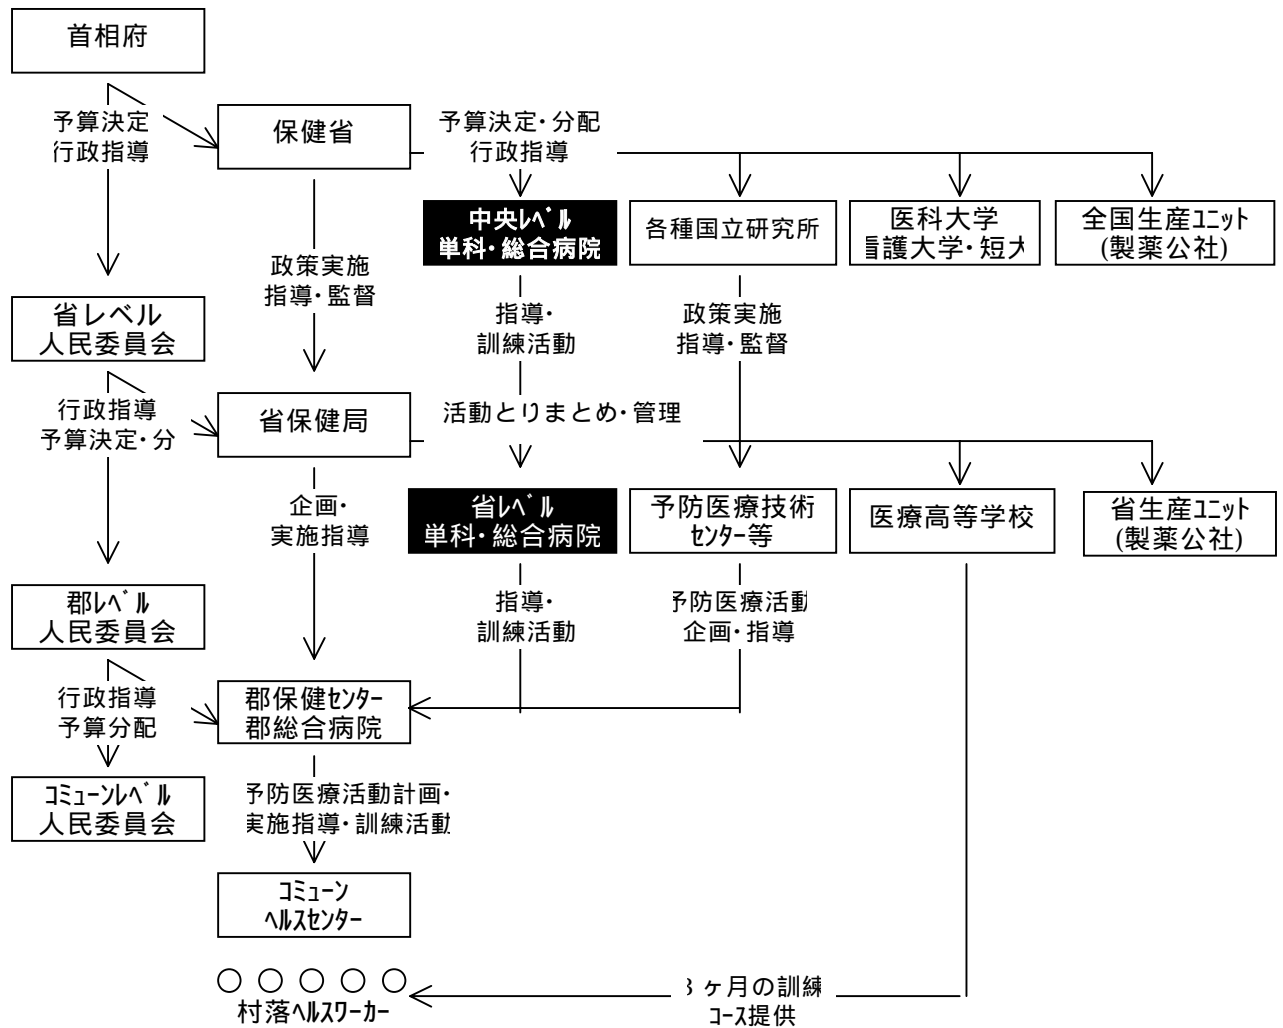 首相府
予算決定
行政指導
保健省
予算決定・分配
行政指導
中央レベル
単科・総合病院
各種国立研究所
医科大学
看護大学・短大
全国生産ユニット
(製薬公社)
政策実施
指導・監督
指導・
訓練活動
政策実施
指導・監督
省レベル
人民委員会
行政指導
予算決定・分
省保健局
活動とりまとめ・管理
企画・
実施指導
省レベル
単科・総合病院
予防医療技術
センター等
医療高等学校
省生産ユニット
(製薬公社)
郡レベル
人民委員会
指導・
訓練活動
予防医療活動
企画・指導
行政指導
予算分配
郡保健センター
郡総合病院
コミューンレベル
人民委員会
予防医療活動計画・
実施指導・訓練活動
コミューン
ヘルスセンター
村落ヘルスワーカー
ヶ月の訓練
コース提供